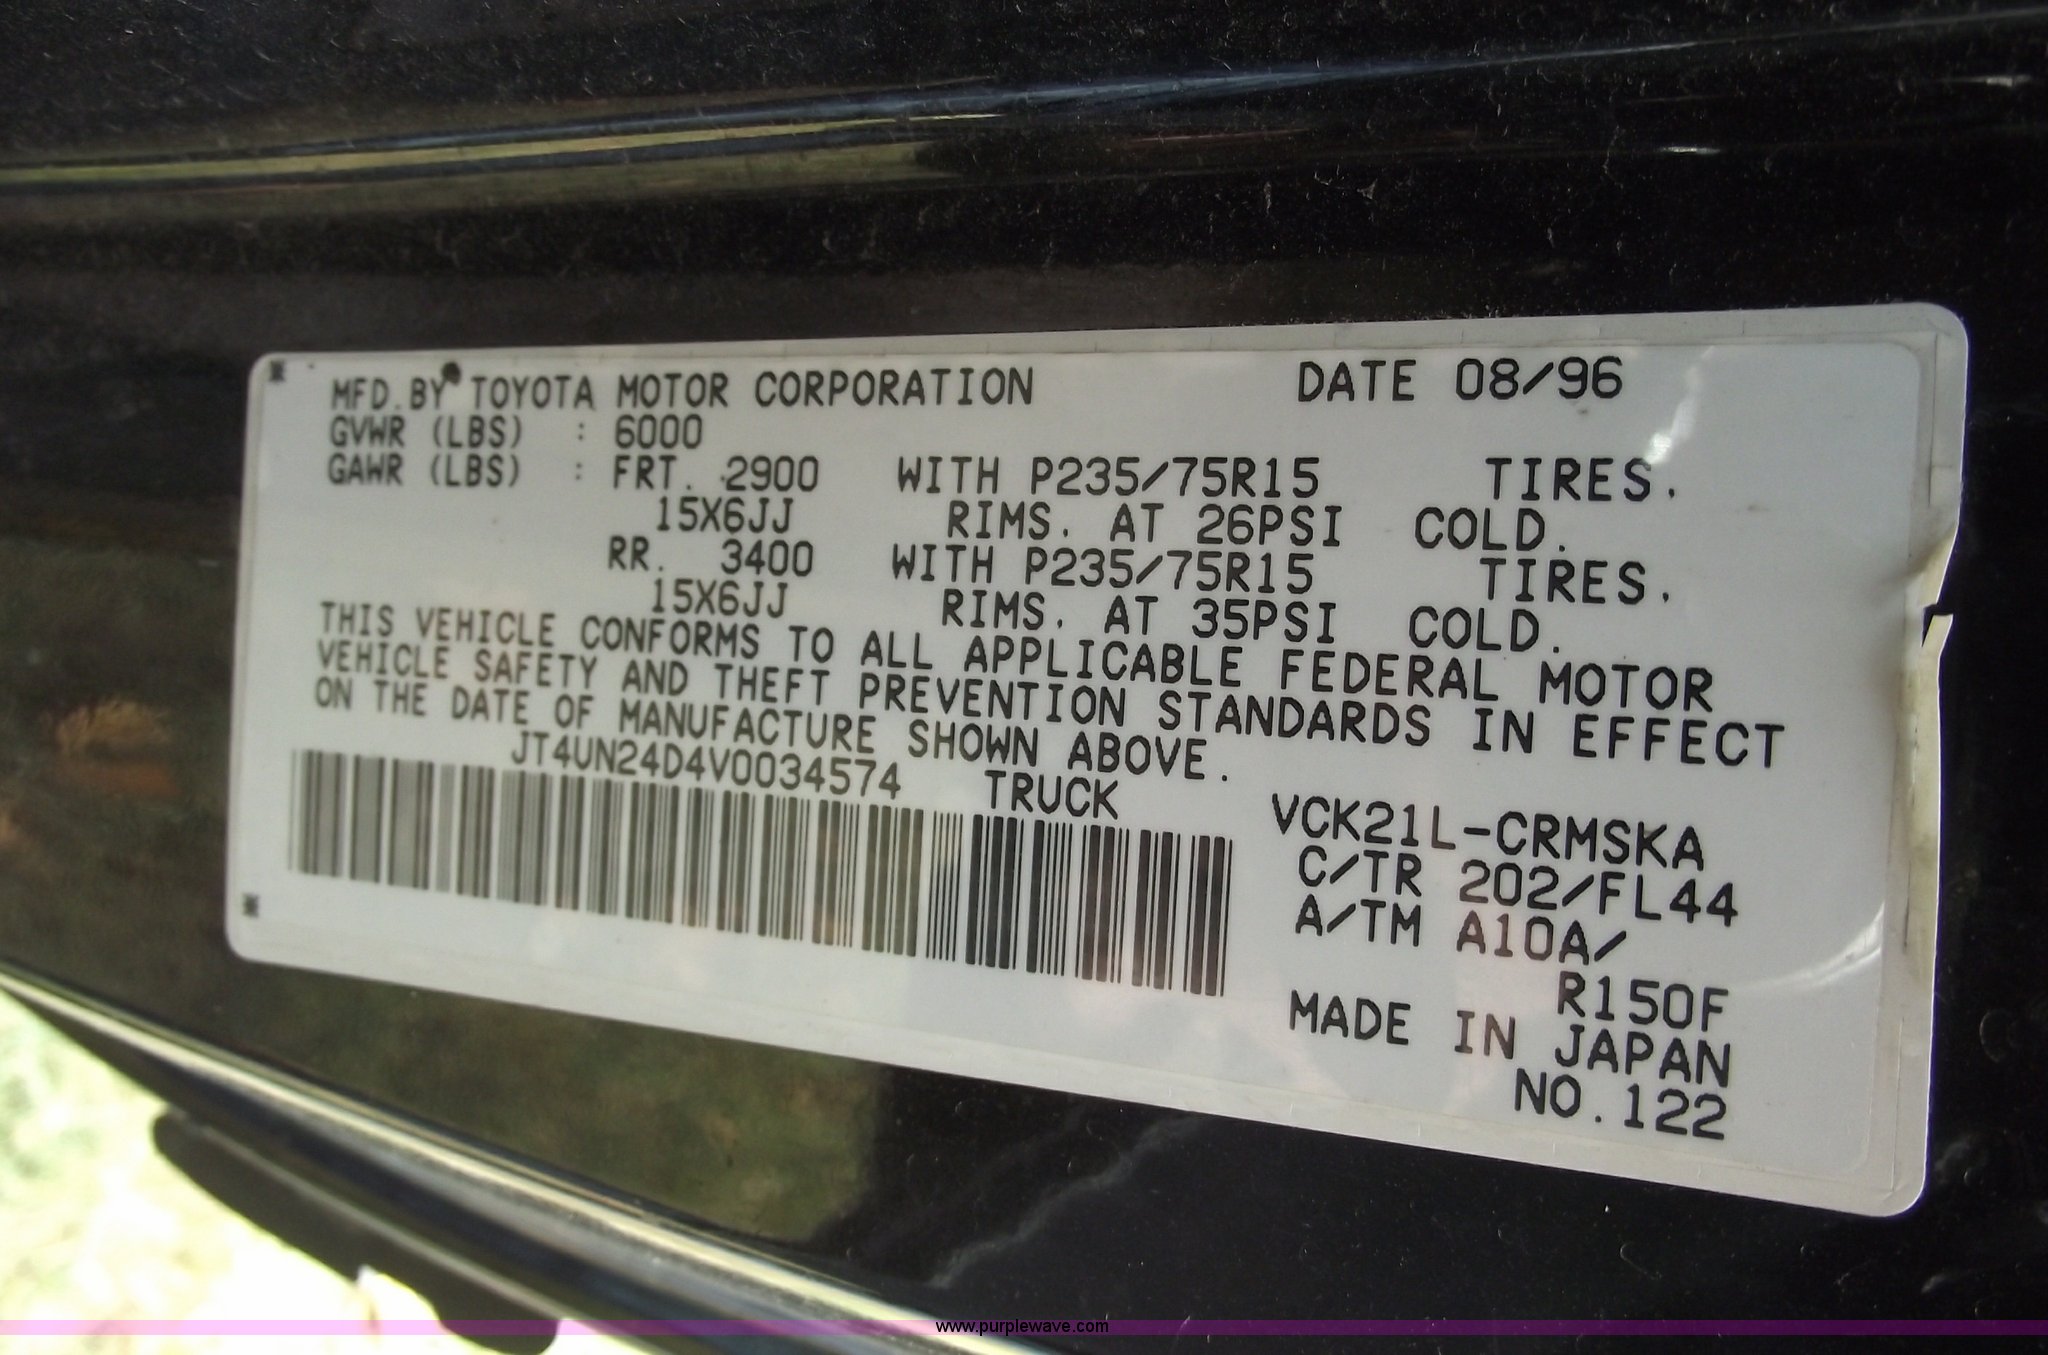 MFD. BY TOYOTA MOTOR CORPORATION DATE 08/96
GVWR (LBS) : 6000
GAWR (LBS) : FRT. 2900 WITH P235/75R15 TIRES.
15X6JJ RIMS. AT 26PSI COLD.
RR. 3400 WITH P235/75R15 TIRES.
15X6JJ RIMS. AT 35PSI COLD.
THIS VEHICLE CONFORMS TO ALL APPLICABLE FEDERAL MOTOR
VEHICLE SAFETY AND THEFT PREVENTION STANDARDS IN EFFECT
ON THE DATE OF MANUFACTURE SHOWN ABOVE.
JT4UN24D4V0034574 TRUCK
VCK21L-CRMSKA
C/TR 202/FL44
A/TM A10A/
R150F
MADE IN JAPAN
NO.122
www.purplewave.com